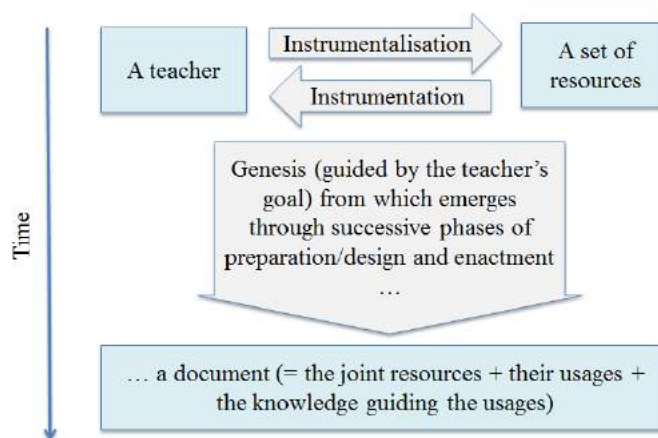 Instrumentalisation
A teacher
A set of
resources
Instrumentation
Genesis (guided by the teacher's
goal) from which emerges
through successive phases of
preparation/design and enactment
…
Time
… a document (= the joint resources + their usages +
the knowledge guiding the usages)